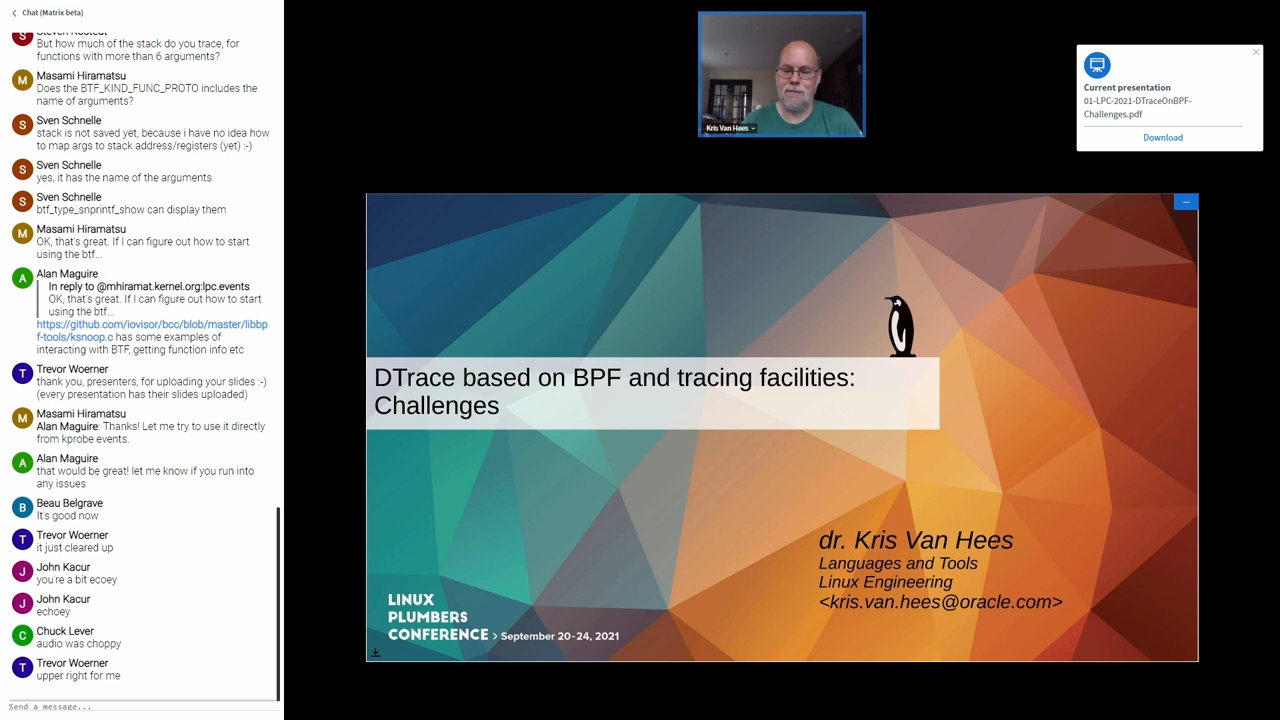 Chat (Matrix beta)
S Steven Rostedt
But how much of the stack do you trace, for
functions with more than 6 arguments?
M Masami Hiramatsu
Does the BTF_KIND_FUNC_PROTO includes the
name of arguments?
S Sven Schnelle
stack is not saved yet, because i have no idea how
to map args to stack address/registers (yet) :-)
S Sven Schnelle
yes, it has the name of the arguments
S Sven Schnelle
btf_type_snprintf_show can display them
M Masami Hiramatsu
OK, that's great. If I can figure out how to start
using the btf...
A Alan Maguire
In reply to @mhiramat.kernel.org:lpc.events
OK, that's great. If I can figure out how to start
using the btf...
https://github.com/iovisor/bcc/blob/master/libbp
f-tools/ksnoop.c has some examples of
interacting with BTF, getting function info etc
T Trevor Woerner
thank you, presenters, for uploading your slides :-)
(every presentation has their slides uploaded)
M Masami Hiramatsu
Alan Maguire: Thanks! Let me try to use it directly
from kprobe events.
A Alan Maguire
that would be great! let me know if you run into
any issues
B Beau Belgrave
It's good now
T Trevor Woerner
it just cleared up
J John Kacur
you're a bit ecoey
J John Kacur
echoey
C Chuck Lever
audio was choppy
T Trevor Woerner
upper right for me
Send a message...
Kris Van Hees
Current presentation
01-LPC-2021-DTraceOnBPF-
Challenges.pdf
Download
DTrace based on BPF and tracing facilities:
Challenges
dr. Kris Van Hees
Languages and Tools
Linux Engineering
<kris.van.hees@oracle.com>
LINUX
PLUMBERS
CONFERENCE > September 20-24, 2021